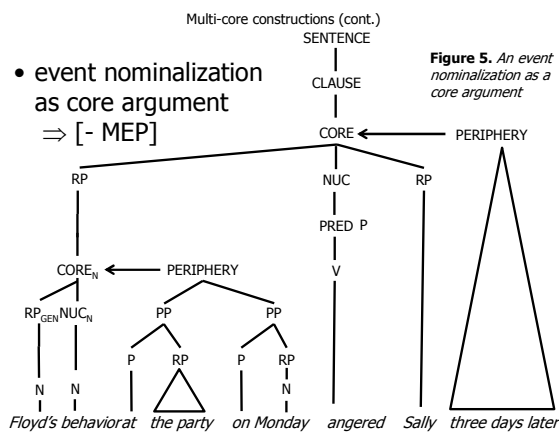 Multi-core constructions (cont.)
SENTENCE
Figure 5. An event
nominalization as a
core argument
• event nominalization
as core argument
⇒ [- MEP]
CLAUSE
CORE PERIPHERY
RP NUC RP
PRED P
CORE_N PERIPHERY V
RP_GEN NUC_N PP PP
P RP P RP
N N N
Floyd's behavior at the party on Monday angered Sally three days later